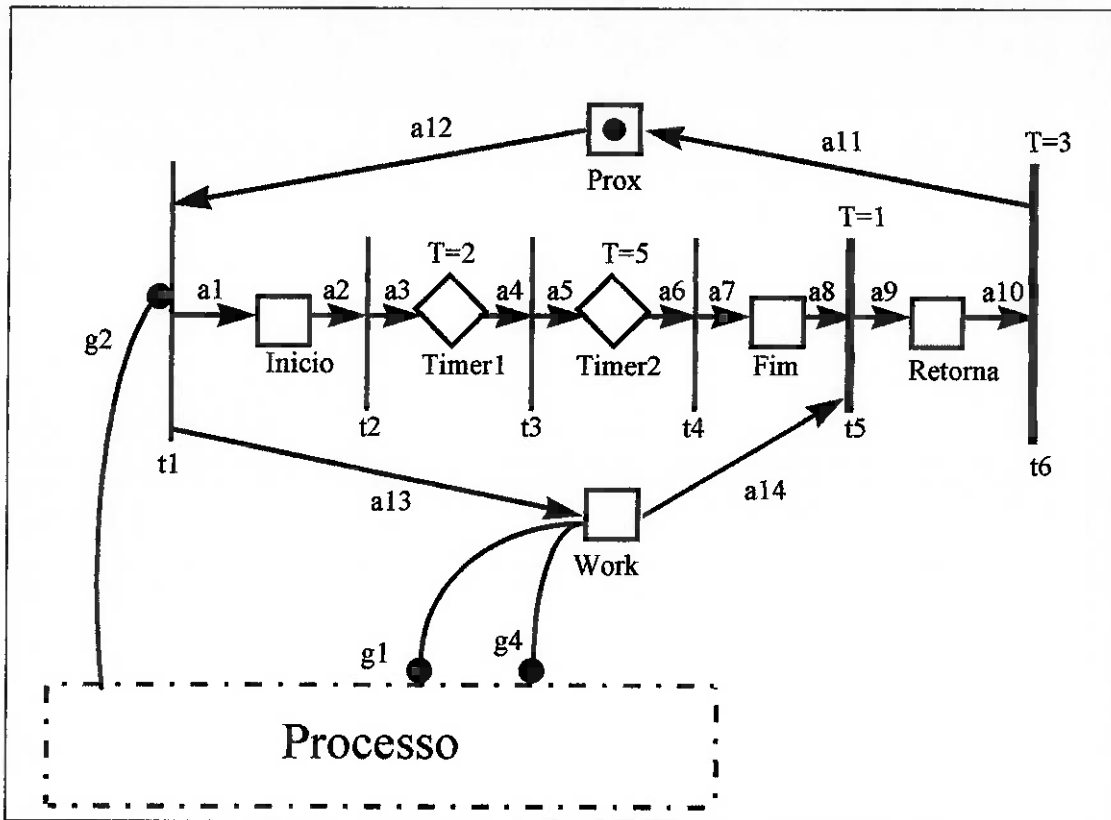 a12
a11
T=3
Prox
T=1
T=2
T=5
a1
a2
a3
a4
a5
a6
a7
a8
a9
a10
g2
Inicio
Timer1
Timer2
Fim
Retorna
t1
t2
t3
t4
t5
t6
a13
a14
Work
g1
g4
Processo